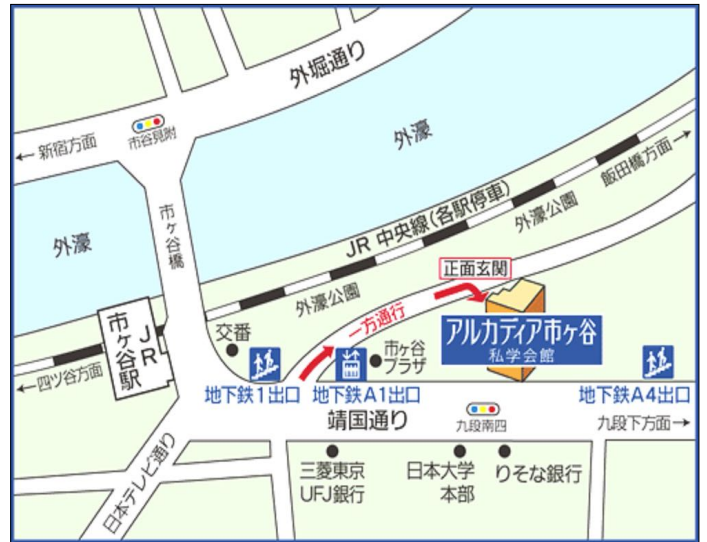 外堀通り
← 新宿方面
市谷見附
外濠
外濠
市ヶ谷橋
JR 中央線(各駅停車)
外濠公園
飯田橋方面 →
外濠公園
正面玄関
一方通行
アルカディア市ヶ谷
私学会館
JR
市ヶ谷駅
←四ツ谷方面
交番
市ヶ谷
プラザ
地下鉄1出口
地下鉄A1出口
地下鉄A4出口
靖国通り
九段南四
九段下方面→
日本テレビ通り
三菱東京
UFJ銀行
日本大学
本部
りそな銀行